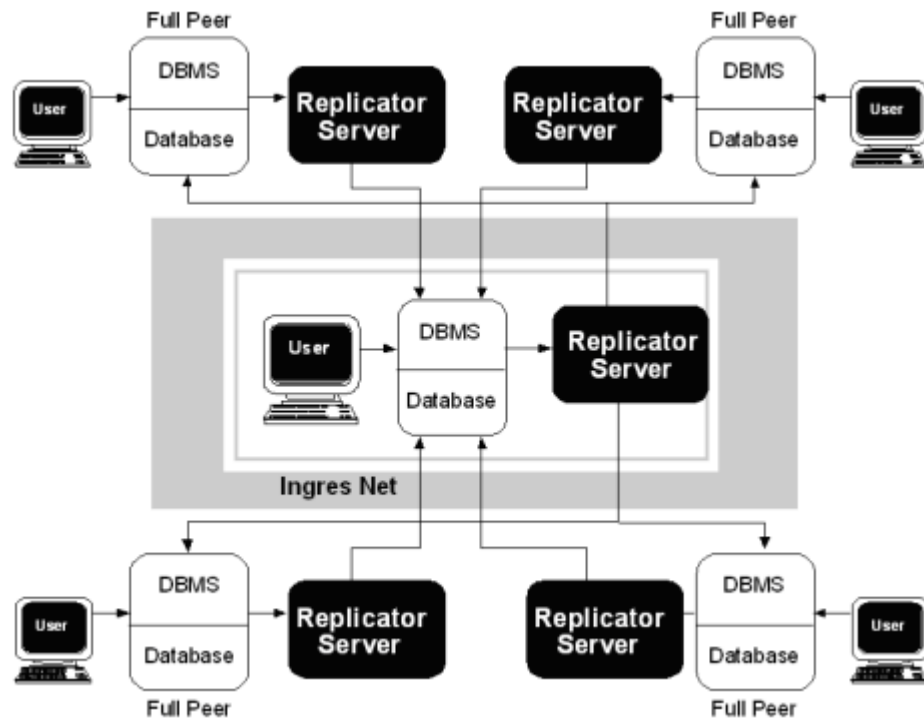 Full Peer
Full Peer
User
DBMS
Database
Replicator
Server
Replicator
Server
DBMS
Database
User
User
DBMS
Database
Replicator
Server
Ingres Net
User
DBMS
Database
Replicator
Server
Replicator
Server
DBMS
Database
User
Full Peer
Full Peer